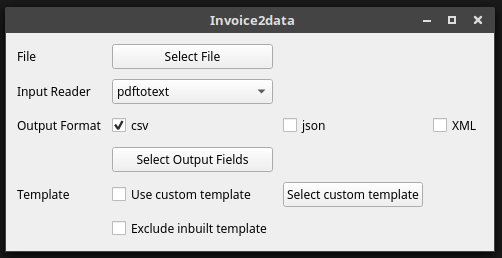 Invoice2data
File Select File
Input Reader pdftotext
Output Format csv json XML
Select Output Fields
Template Use custom template Select custom template
Exclude inbuilt template